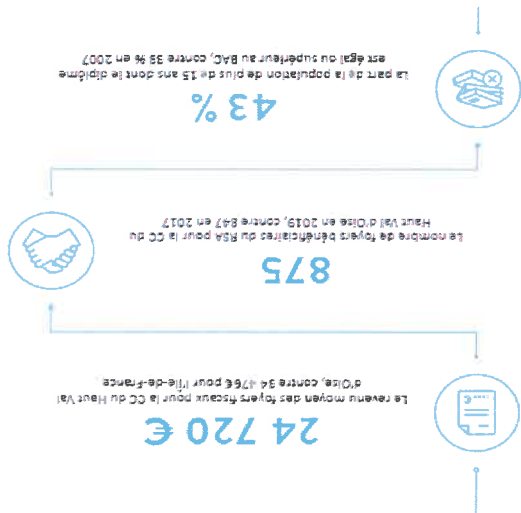 24 720 €
Le revenu moyen des foyers fiscaux pour la CC du Haut Val
d'Oise, contre 34 476€ pour l'Île-de-France
875
Le nombre de foyers bénéficiaires du RSA pour la CC du
Haut Val d'Oise en 2019, contre 847 en 2017
43 %
La part de la population de plus de 15 ans dont le diplôme
est égal ou supérieur au BAC, contre 39 % en 2007